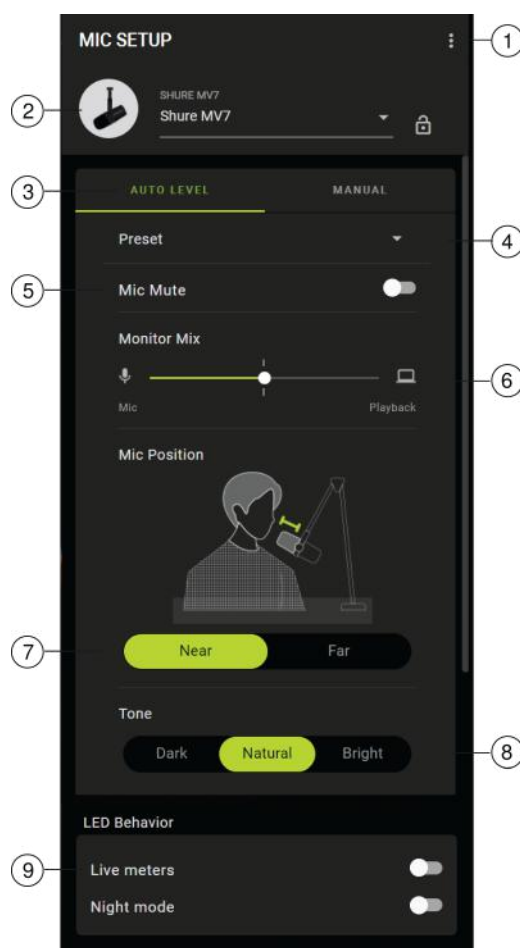 MIC SETUP
1
2
SHURE MV7
Shure MV7
3
AUTO LEVEL MANUAL
Preset
4
5
Mic Mute
Monitor Mix
6
Mic Playback
Mic Position
7
Near Far
Tone
8
Dark Natural Bright
LED Behavior
9
Live meters
Night mode